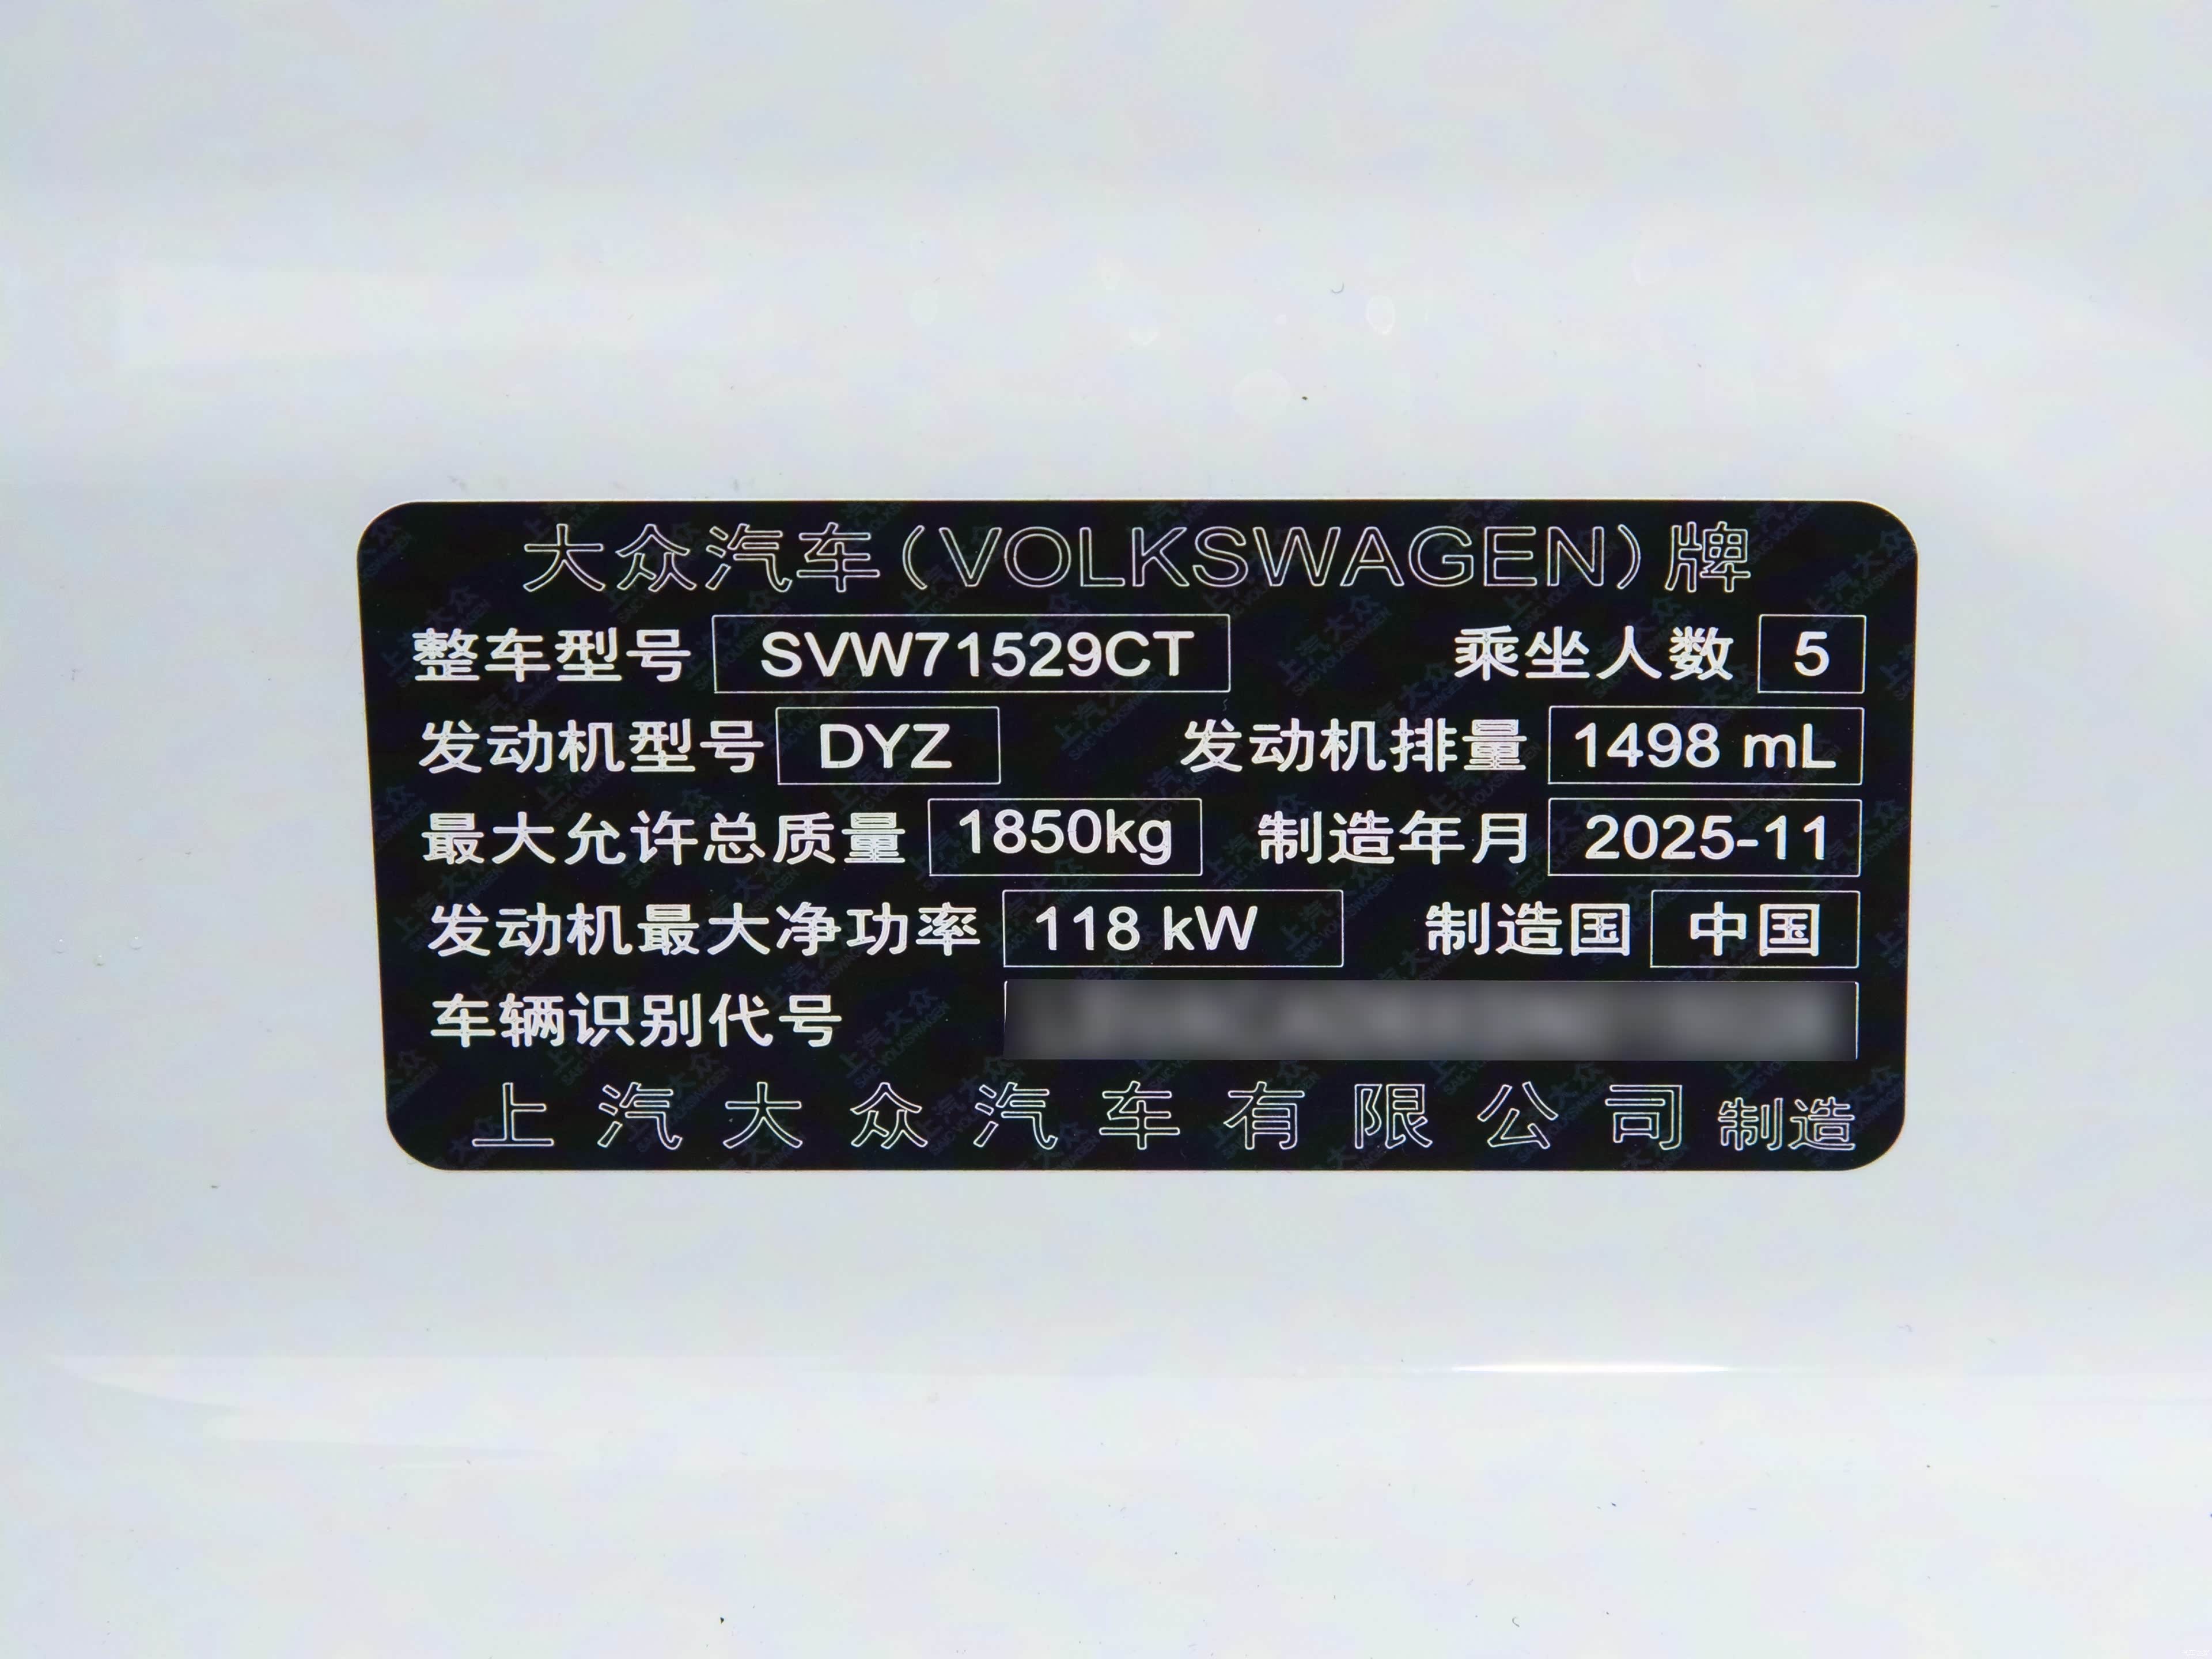 大众汽车(VOLKSWAGEN)牌
整车型号 SVW71529CT 乘坐人数 5
发动机型号 DYZ 发动机排量 1498 mL
最大允许总质量 1850kg 制造年月 2025-11
发动机最大净功率 118 kW 制造国 中国
车辆识别代号
上汽大众汽车有限公司 制造